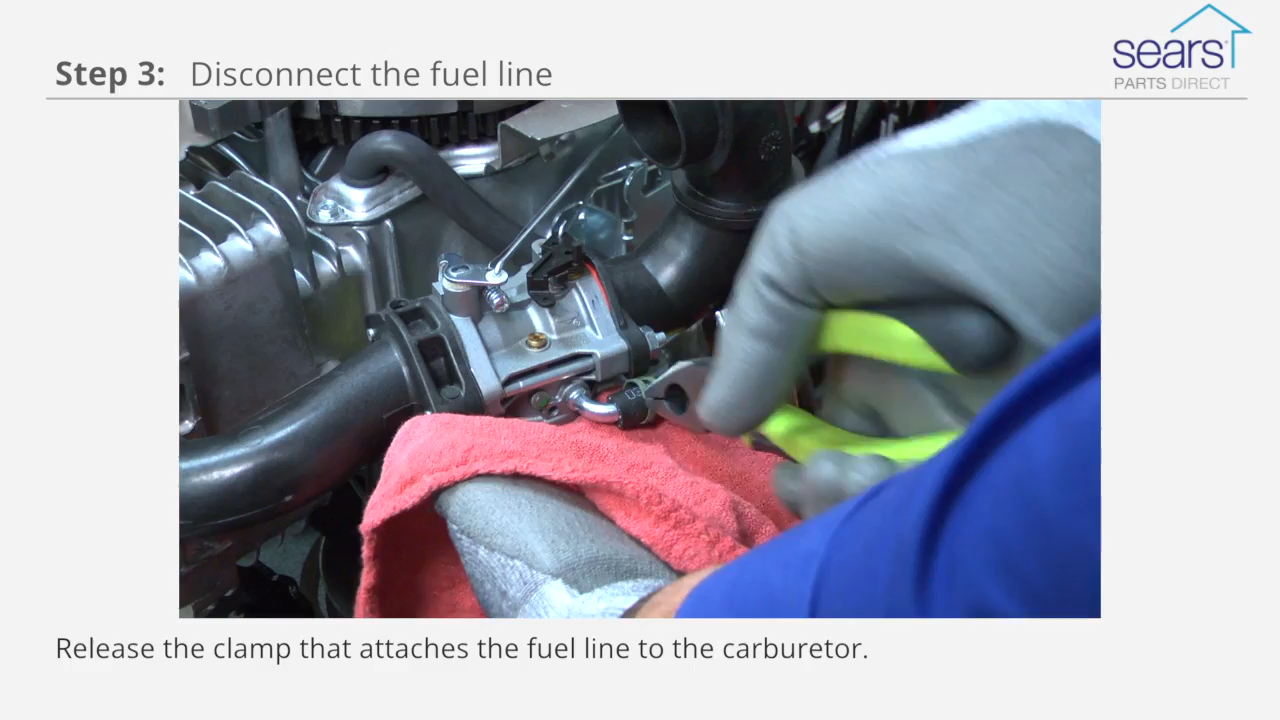 Step 3: Disconnect the fuel line
sears
PARTS DIRECT
Release the clamp that attaches the fuel line to the carburetor.